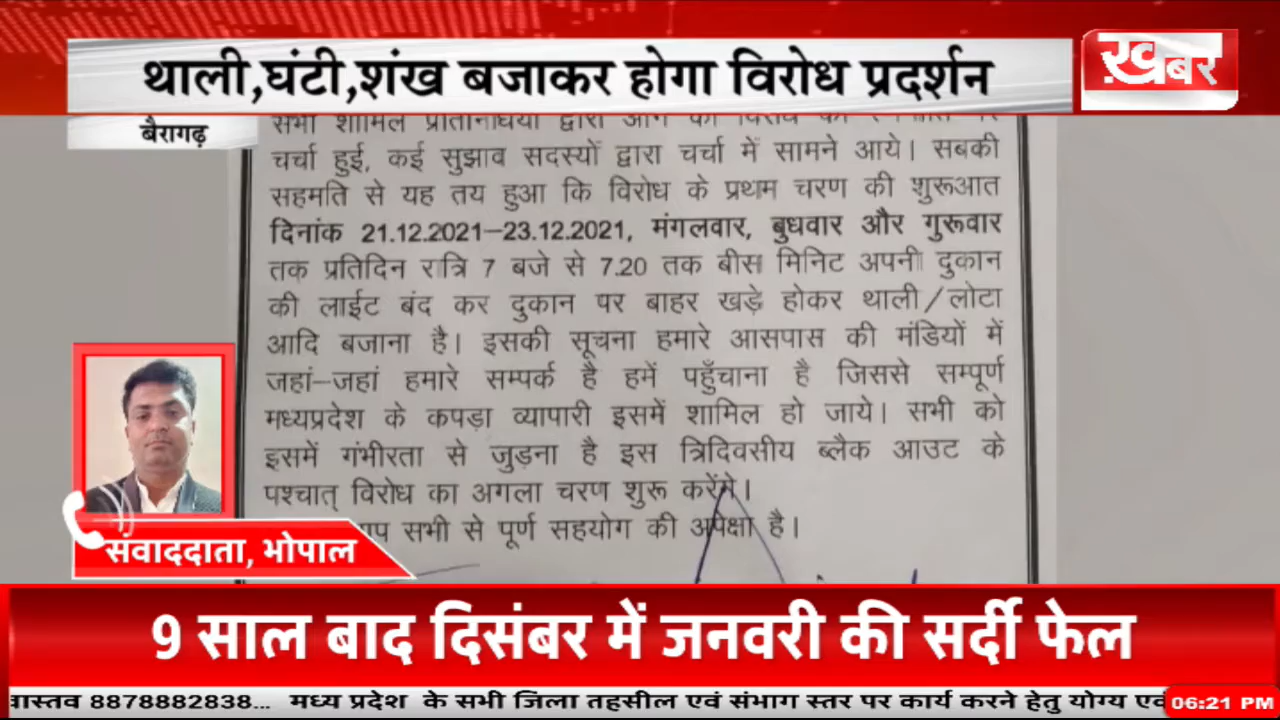 थाली,घंटी,शंख बजाकर होगा विरोध प्रदर्शन
ख़बर
बैरागढ़
सभी शामिल प्रतिनिधियों द्वारा आगे की विरोध की
चर्चा हुई, कई सुझाव सदस्यों द्वारा चर्चा में सामने आये। सबकी
सहमति से यह तय हुआ कि विरोध के प्रथम चरण की शुरूआत
दिनांक 21.12.2021–23.12.2021, मंगलवार, बुधवार और गुरूवार
तक प्रतिदिन रात्रि 7 बजे से 7.20 तक बीस मिनिट अपनी दुकान
की लाईट बंद कर दुकान पर बाहर खड़े होकर थाली/लोटा
आदि बजाना है। इसकी सूचना हमारे आसपास की मंडियों में
जहां–जहां हमारे सम्पर्क है हमें पहुँचाना है जिससे सम्पूर्ण
मध्यप्रदेश के कपड़ा व्यापारी इसमें शामिल हो जाये। सभी को
इसमें गंभीरता से जुड़ना है इस त्रिदिवसीय ब्लैक आउट के
पश्चात् विरोध का अगला चरण शुरू करेंगे।
सभी से पूर्ण सहयोग की अपेक्षा है।
संवाददाता, भोपाल
9 साल बाद दिसंबर में जनवरी की सर्दी फेल
8878882838... मध्य प्रदेश के सभी जिला तहसील एवं संभाग स्तर पर कार्य करने हेतु योग्य
06:21 PM